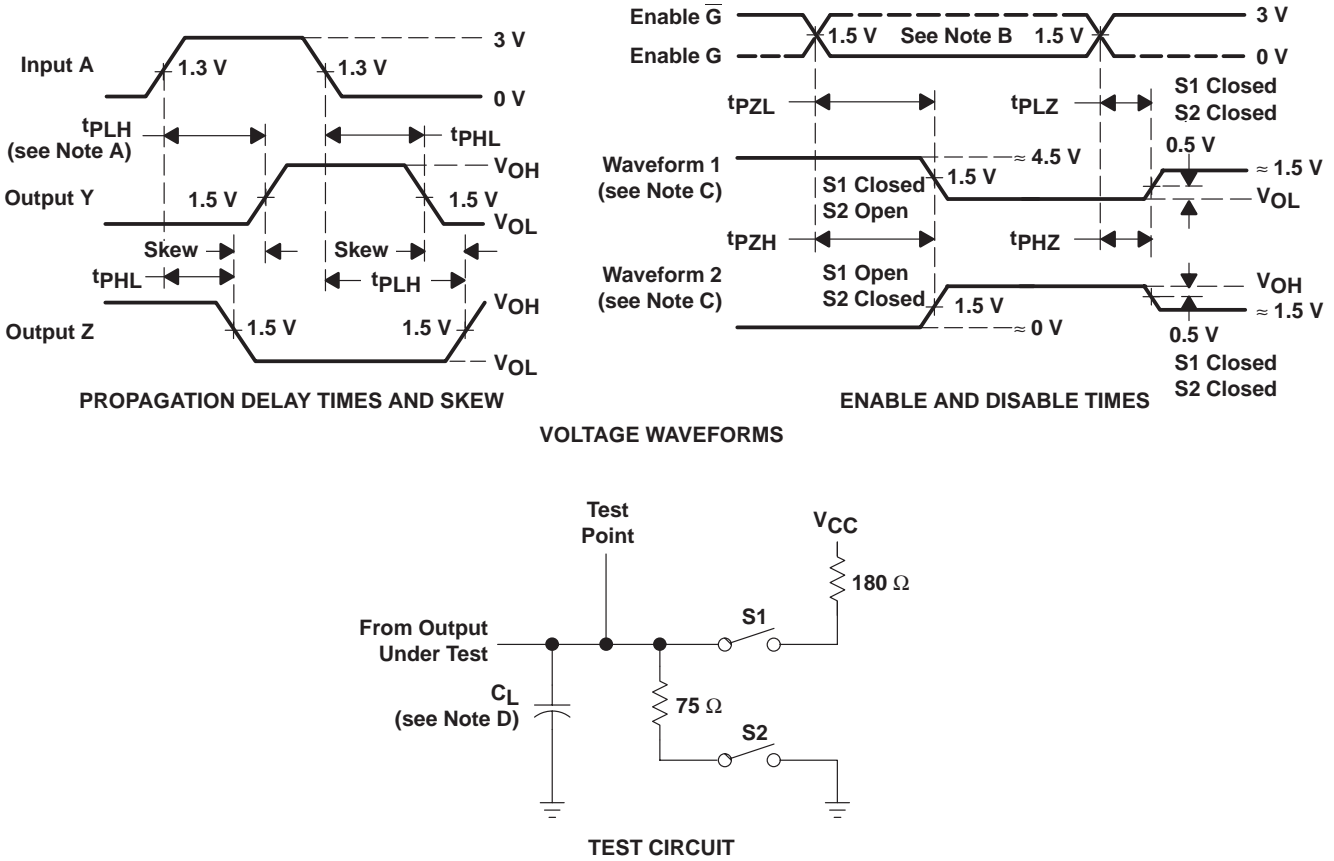 Input A
1.3 V
1.3 V
3 V
0 V
tPLH
(see Note A)
tPHL
Output Y
1.5 V
1.5 V
VOH
VOL
Skew
Skew
tPHL
tPLH
Output Z
1.5 V
1.5 V
VOH
VOL
PROPAGATION DELAY TIMES AND SKEW
Enable G̅
Enable G
1.5 V
See Note B
1.5 V
3 V
0 V
tPZL
tPLZ
S1 Closed
S2 Closed
Waveform 1
(see Note C)
S1 Closed
S2 Open
≈ 4.5 V
1.5 V
0.5 V
≈ 1.5 V
VOL
tPZH
tPHZ
Waveform 2
(see Note C)
S1 Open
S2 Closed
1.5 V
≈ 0 V
VOH
≈ 1.5 V
0.5 V
S1 Closed
S2 Closed
ENABLE AND DISABLE TIMES
VOLTAGE WAVEFORMS
Test
Point
VCC
180 Ω
S1
From Output
Under Test
CL
(see Note D)
75 Ω
S2
TEST CIRCUIT